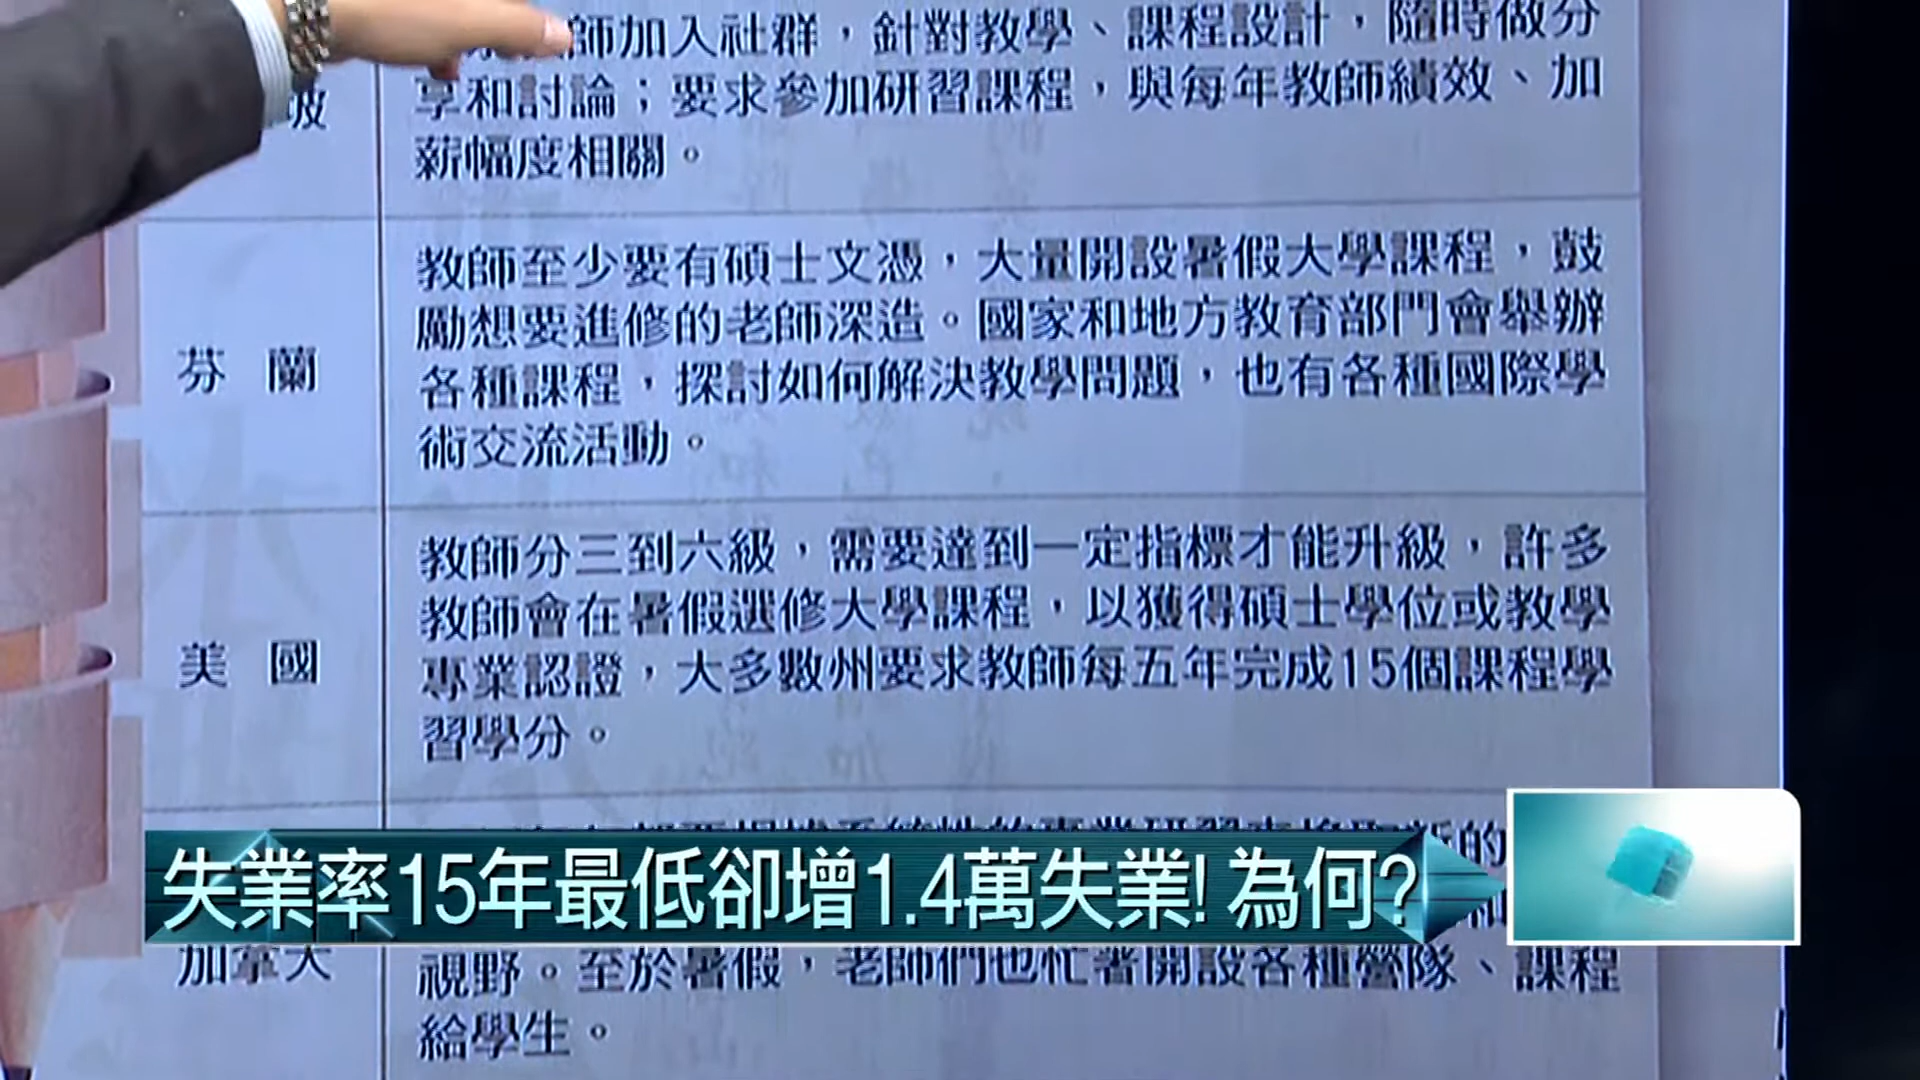 師加入社群，針對教學、課程設計，隨時做分
享和討論；要求參加研習課程，與每年教師績效、加
薪幅度相關。
坡
教師至少要有碩士文憑，大量開設暑假大學課程，鼓
勵想要進修的老師深造。國家和地方教育部門會舉辦
各種課程，探討如何解決教學問題，也有各種國際學
術交流活動。
芬蘭
教師分三到六級，需要達到一定指標才能升級，許多
教師會在暑假選修大學課程，以獲得碩士學位或教學
專業認證，大多數州要求教師每五年完成15個課程學
習學分。
美國
失業率15年最低卻增1.4萬失業!為何?
加拿大
視野。至於暑假，老師們也忙著開設各種營隊、課程
給學生。